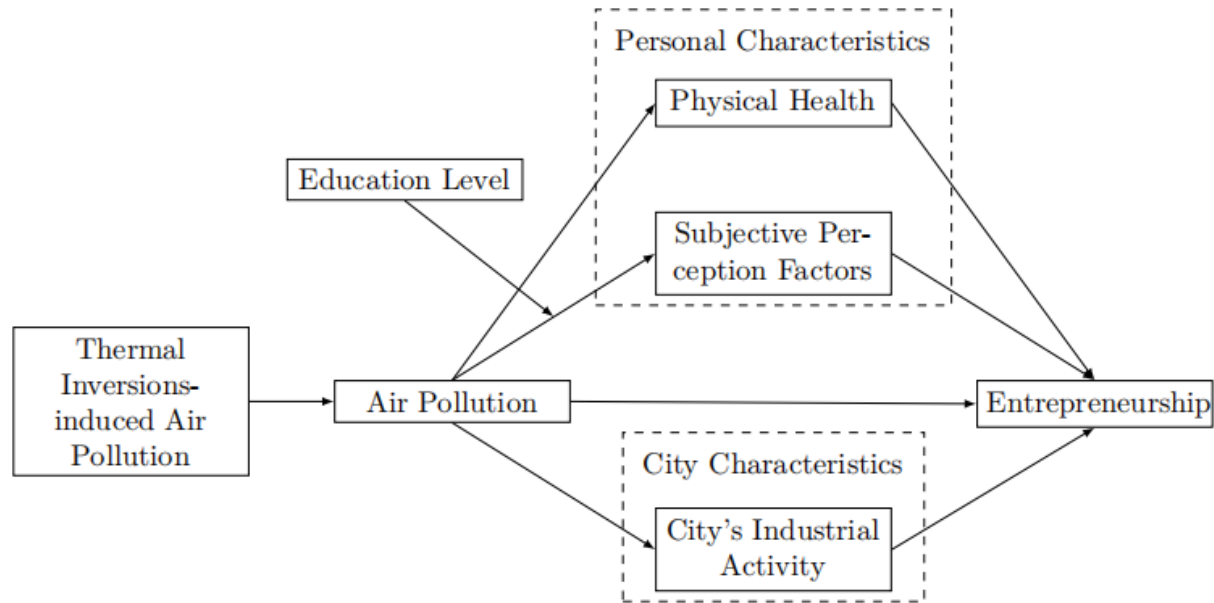 Personal Characteristics
Physical Health
Education Level
Subjective Per-
ception Factors
Thermal
Inversions-
induced Air
Pollution
Air Pollution
Entrepreneurship
City Characteristics
City's Industrial
Activity